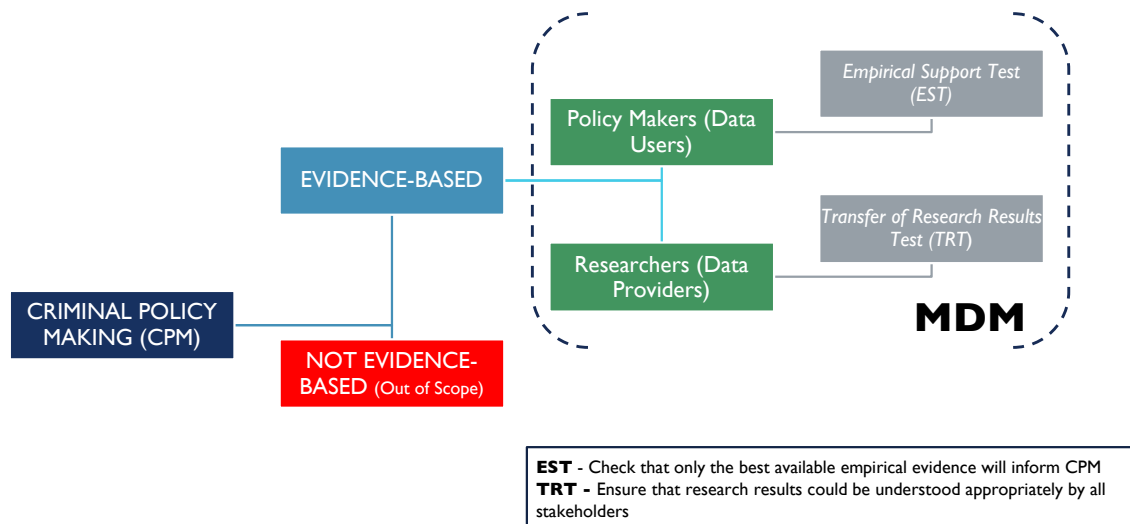 Empirical Support Test
(EST)
Policy Makers (Data
Users)
EVIDENCE-BASED
Transfer of Research Results
Test (TRT)
Researchers (Data
Providers)
CRIMINAL POLICY
MAKING (CPM)
MDM
NOT EVIDENCE-
BASED (Out of Scope)
EST - Check that only the best available empirical evidence will inform CPM
TRT - Ensure that research results could be understood appropriately by all
stakeholders